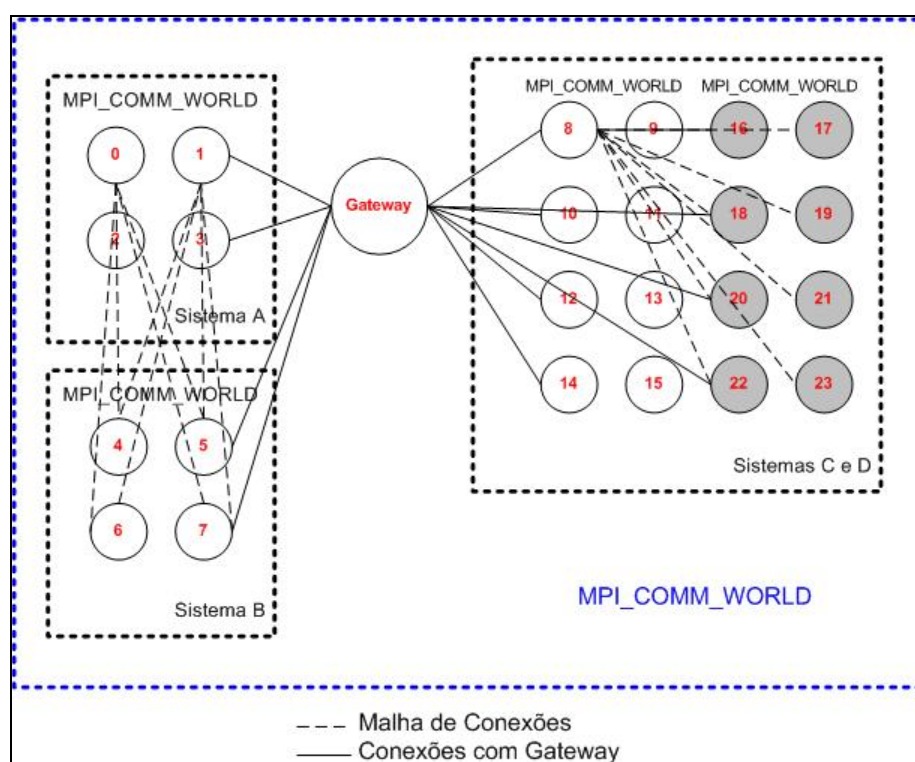 MPI_COMM_WORLD
0 1
2 3
Sistema A
MPI_COMM_WORLD
4 5
6 7
Sistema B
Gateway
MPI_COMM_WORLD MPI_COMM_WORLD
8 9 16 17
10 11 18 19
12 13 20 21
14 15 22 23
Sistemas C e D
MPI_COMM_WORLD
Malha de Conexões
Conexões com Gateway